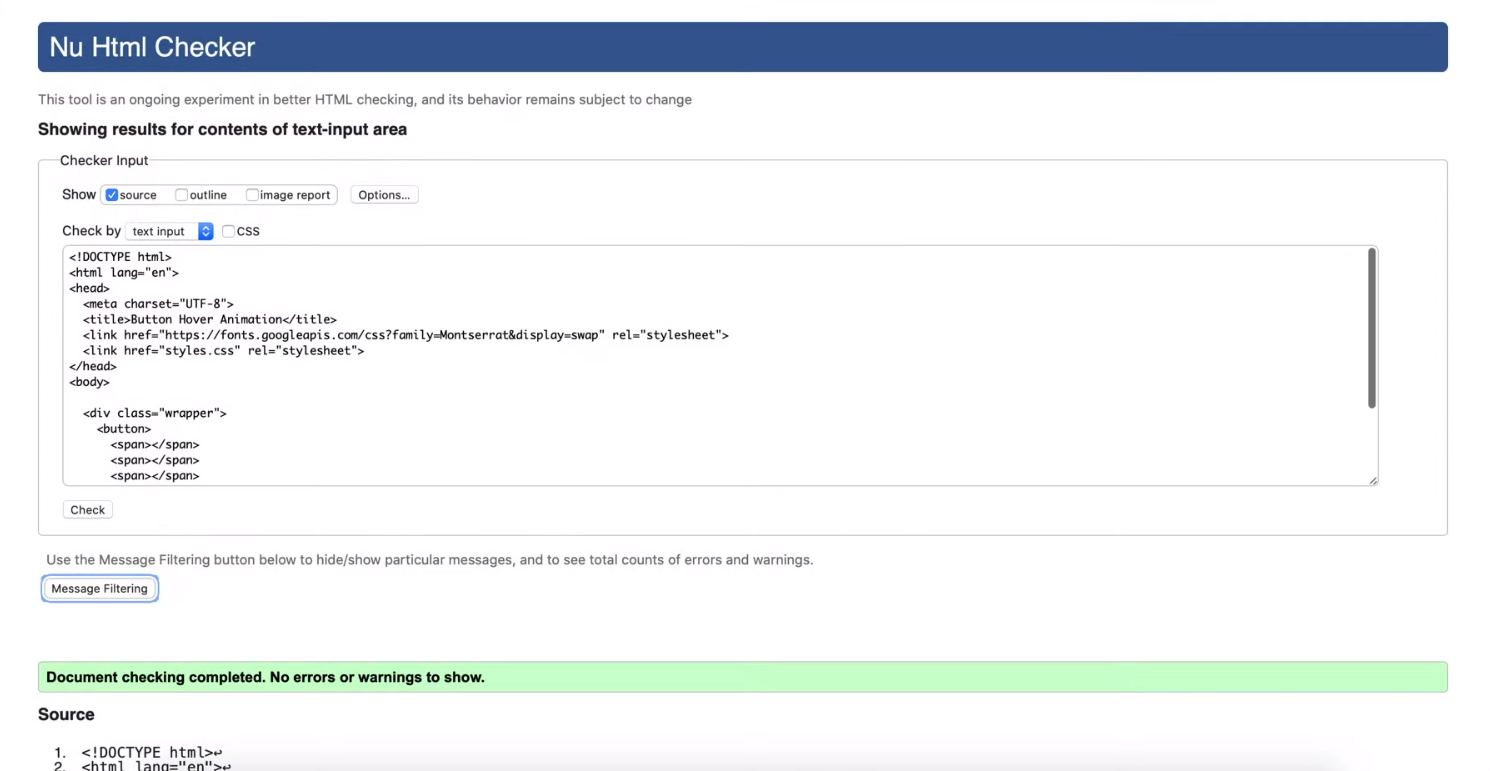 Nu Html Checker
This tool is an ongoing experiment in better HTML checking, and its behavior remains subject to change
Showing results for contents of text-input area
Checker Input
Show source outline image report Options...
Check by text input CSS
<!DOCTYPE html>
<html lang="en">
<head>
  <meta charset="UTF-8">
  <title>Button Hover Animation</title>
  <link href="https://fonts.googleapis.com/css?family=Montserrat&display=swap" rel="stylesheet">
  <link href="styles.css" rel="stylesheet">
</head>
<body>
  <div class="wrapper">
    <button>
      <span></span>
      <span></span>
      <span></span>
Check
Use the Message Filtering button below to hide/show particular messages, and to see total counts of errors and warnings.
Message Filtering
Document checking completed. No errors or warnings to show.
Source
1. <!DOCTYPE html>↩
2. <html lang="en">↩